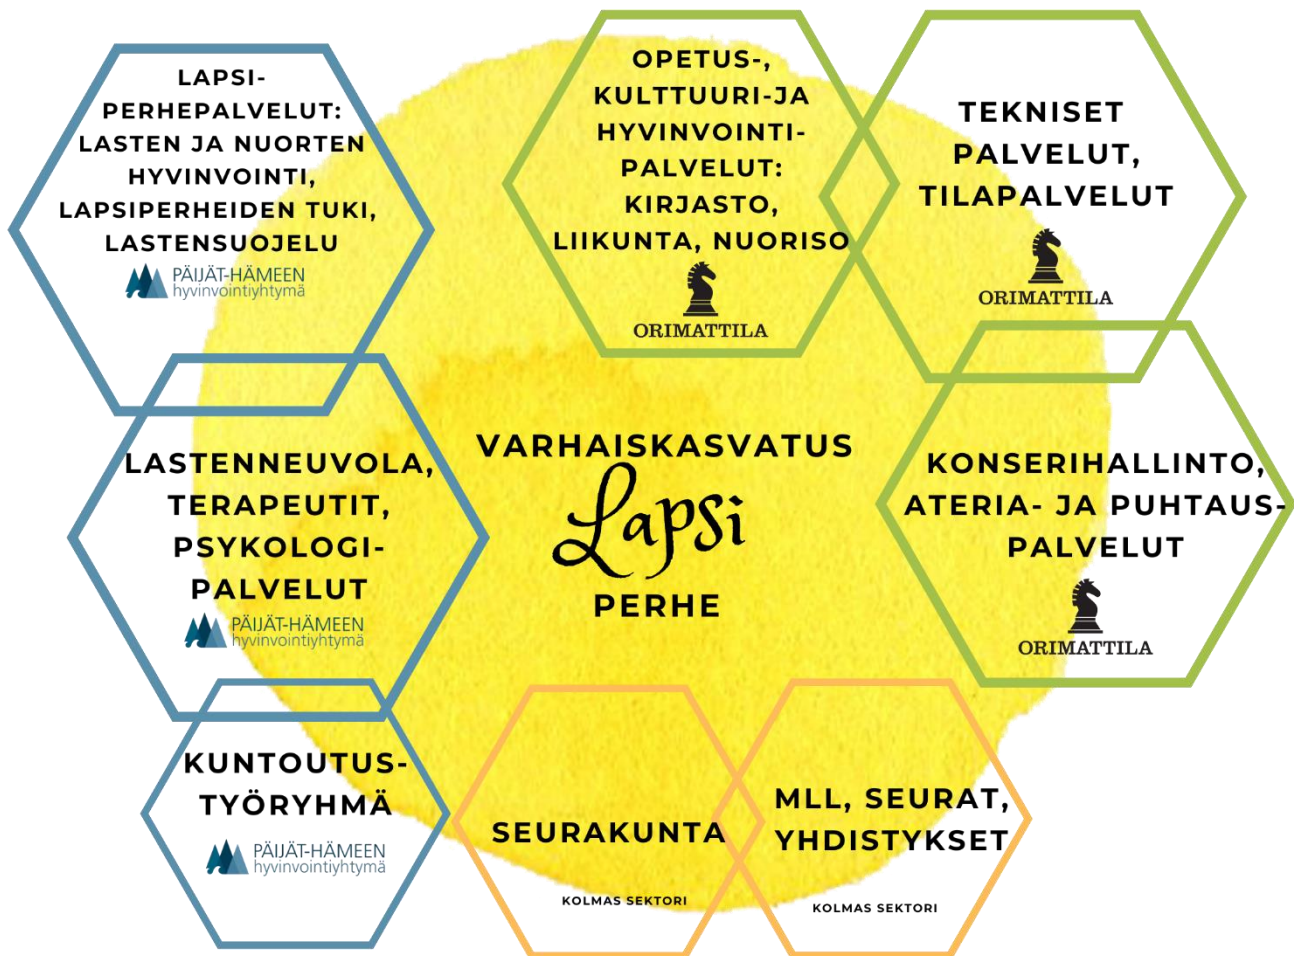 LAPSI-
PERHEPALVELUT:
LASTEN JA NUORTEN
HYVINVOINTI,
LAPSIPERHEIDEN TUKI,
LASTENSUOJELU
PÄIJÄT-HÄMEEN
hyvinvointiyhtymä
OPETUS-,
KULTTUURI-JA
HYVINVOINTI-
PALVELUT:
KIRJASTO,
LIIKUNTA, NUORISO
ORIMATTILA
TEKNISET
PALVELUT,
TILAPALVELUT
ORIMATTILA
LASTENNEUVOLA,
TERAPEUTIT,
PSYKOLOGI-
PALVELUT
PÄIJÄT-HÄMEEN
hyvinvointiyhtymä
VARHAISKASVATUS
Lapsi
PERHE
KONSERIHALLINTO,
ATERIA- JA PUHTAUS-
PALVELUT
ORIMATTILA
KUNTOUTUS-
TYÖRYHMÄ
PÄIJÄT-HÄMEEN
hyvinvointiyhtymä
SEURAKUNTA
KOLMAS SEKTORI
MLL, SEURAT,
YHDISTYKSET
KOLMAS SEKTORI